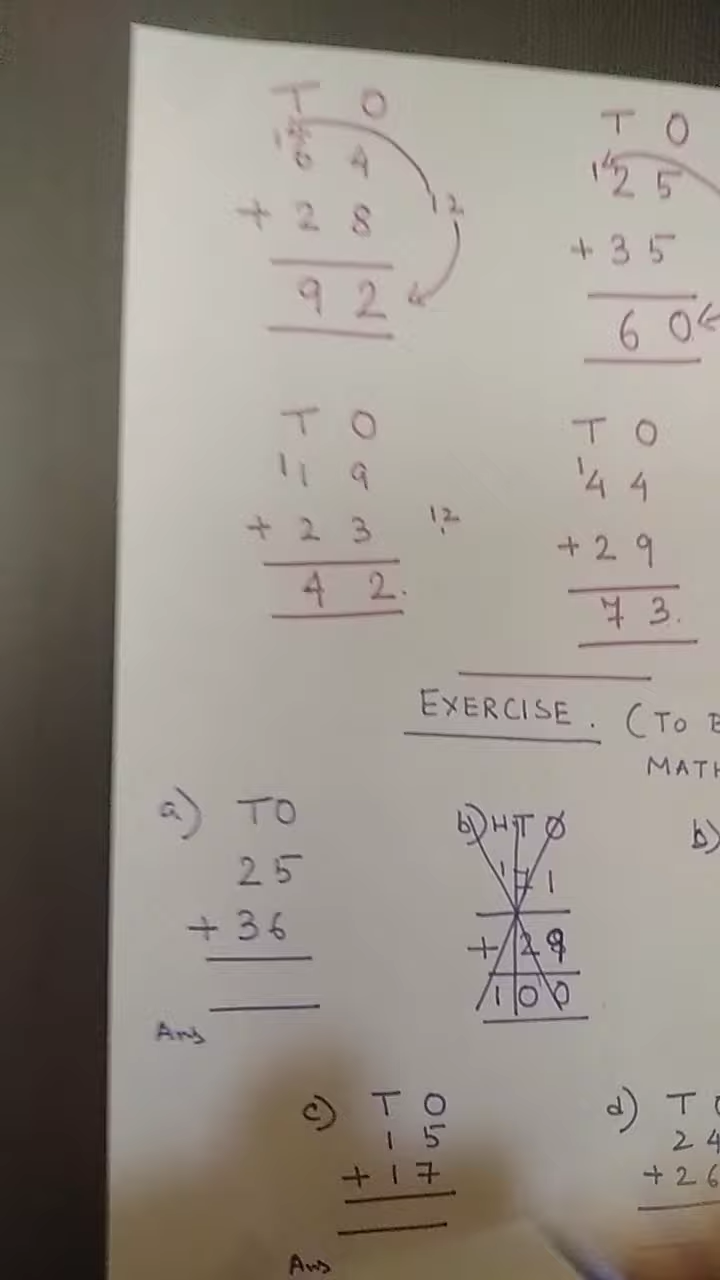 T O T O
1 6 4 1 2 5
+ 2 8 12 + 3 5
9 2 6 0
T O T O
1 1 9 1 4 4
+ 2 3 12 + 2 9
4 2. 7 3.
EXERCISE. (TO
MATH
a) T O b) H T O b)
2 5 1 7 1
+ 3 6 + 2 9
1 0 0
Ans
c) T O d) T
1 5 2 4
+ 1 7 + 2 6
Ans